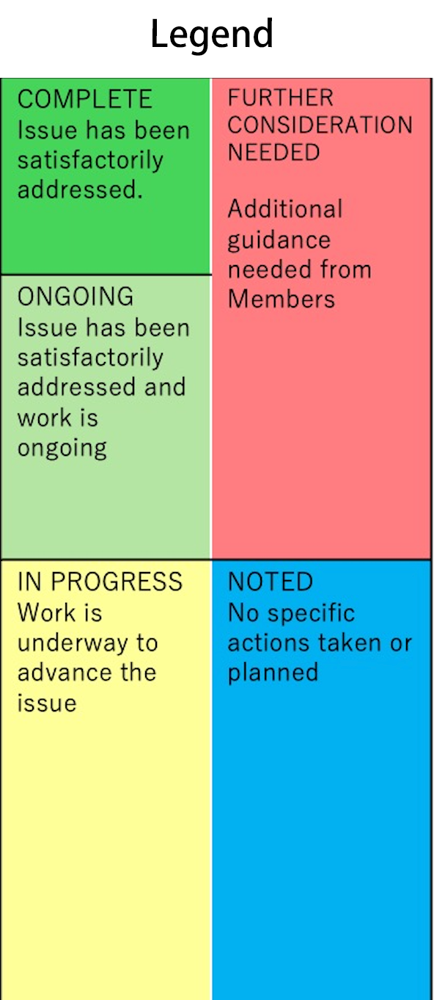 Legend
COMPLETE
Issue has been
satisfactorily
addressed.
FURTHER
CONSIDERATION
NEEDED
Additional
guidance
needed from
Members
ONGOING
Issue has been
satisfactorily
addressed and
work is
ongoing
IN PROGRESS
Work is
underway to
advance the
issue
NOTED
No specific
actions taken or
planned